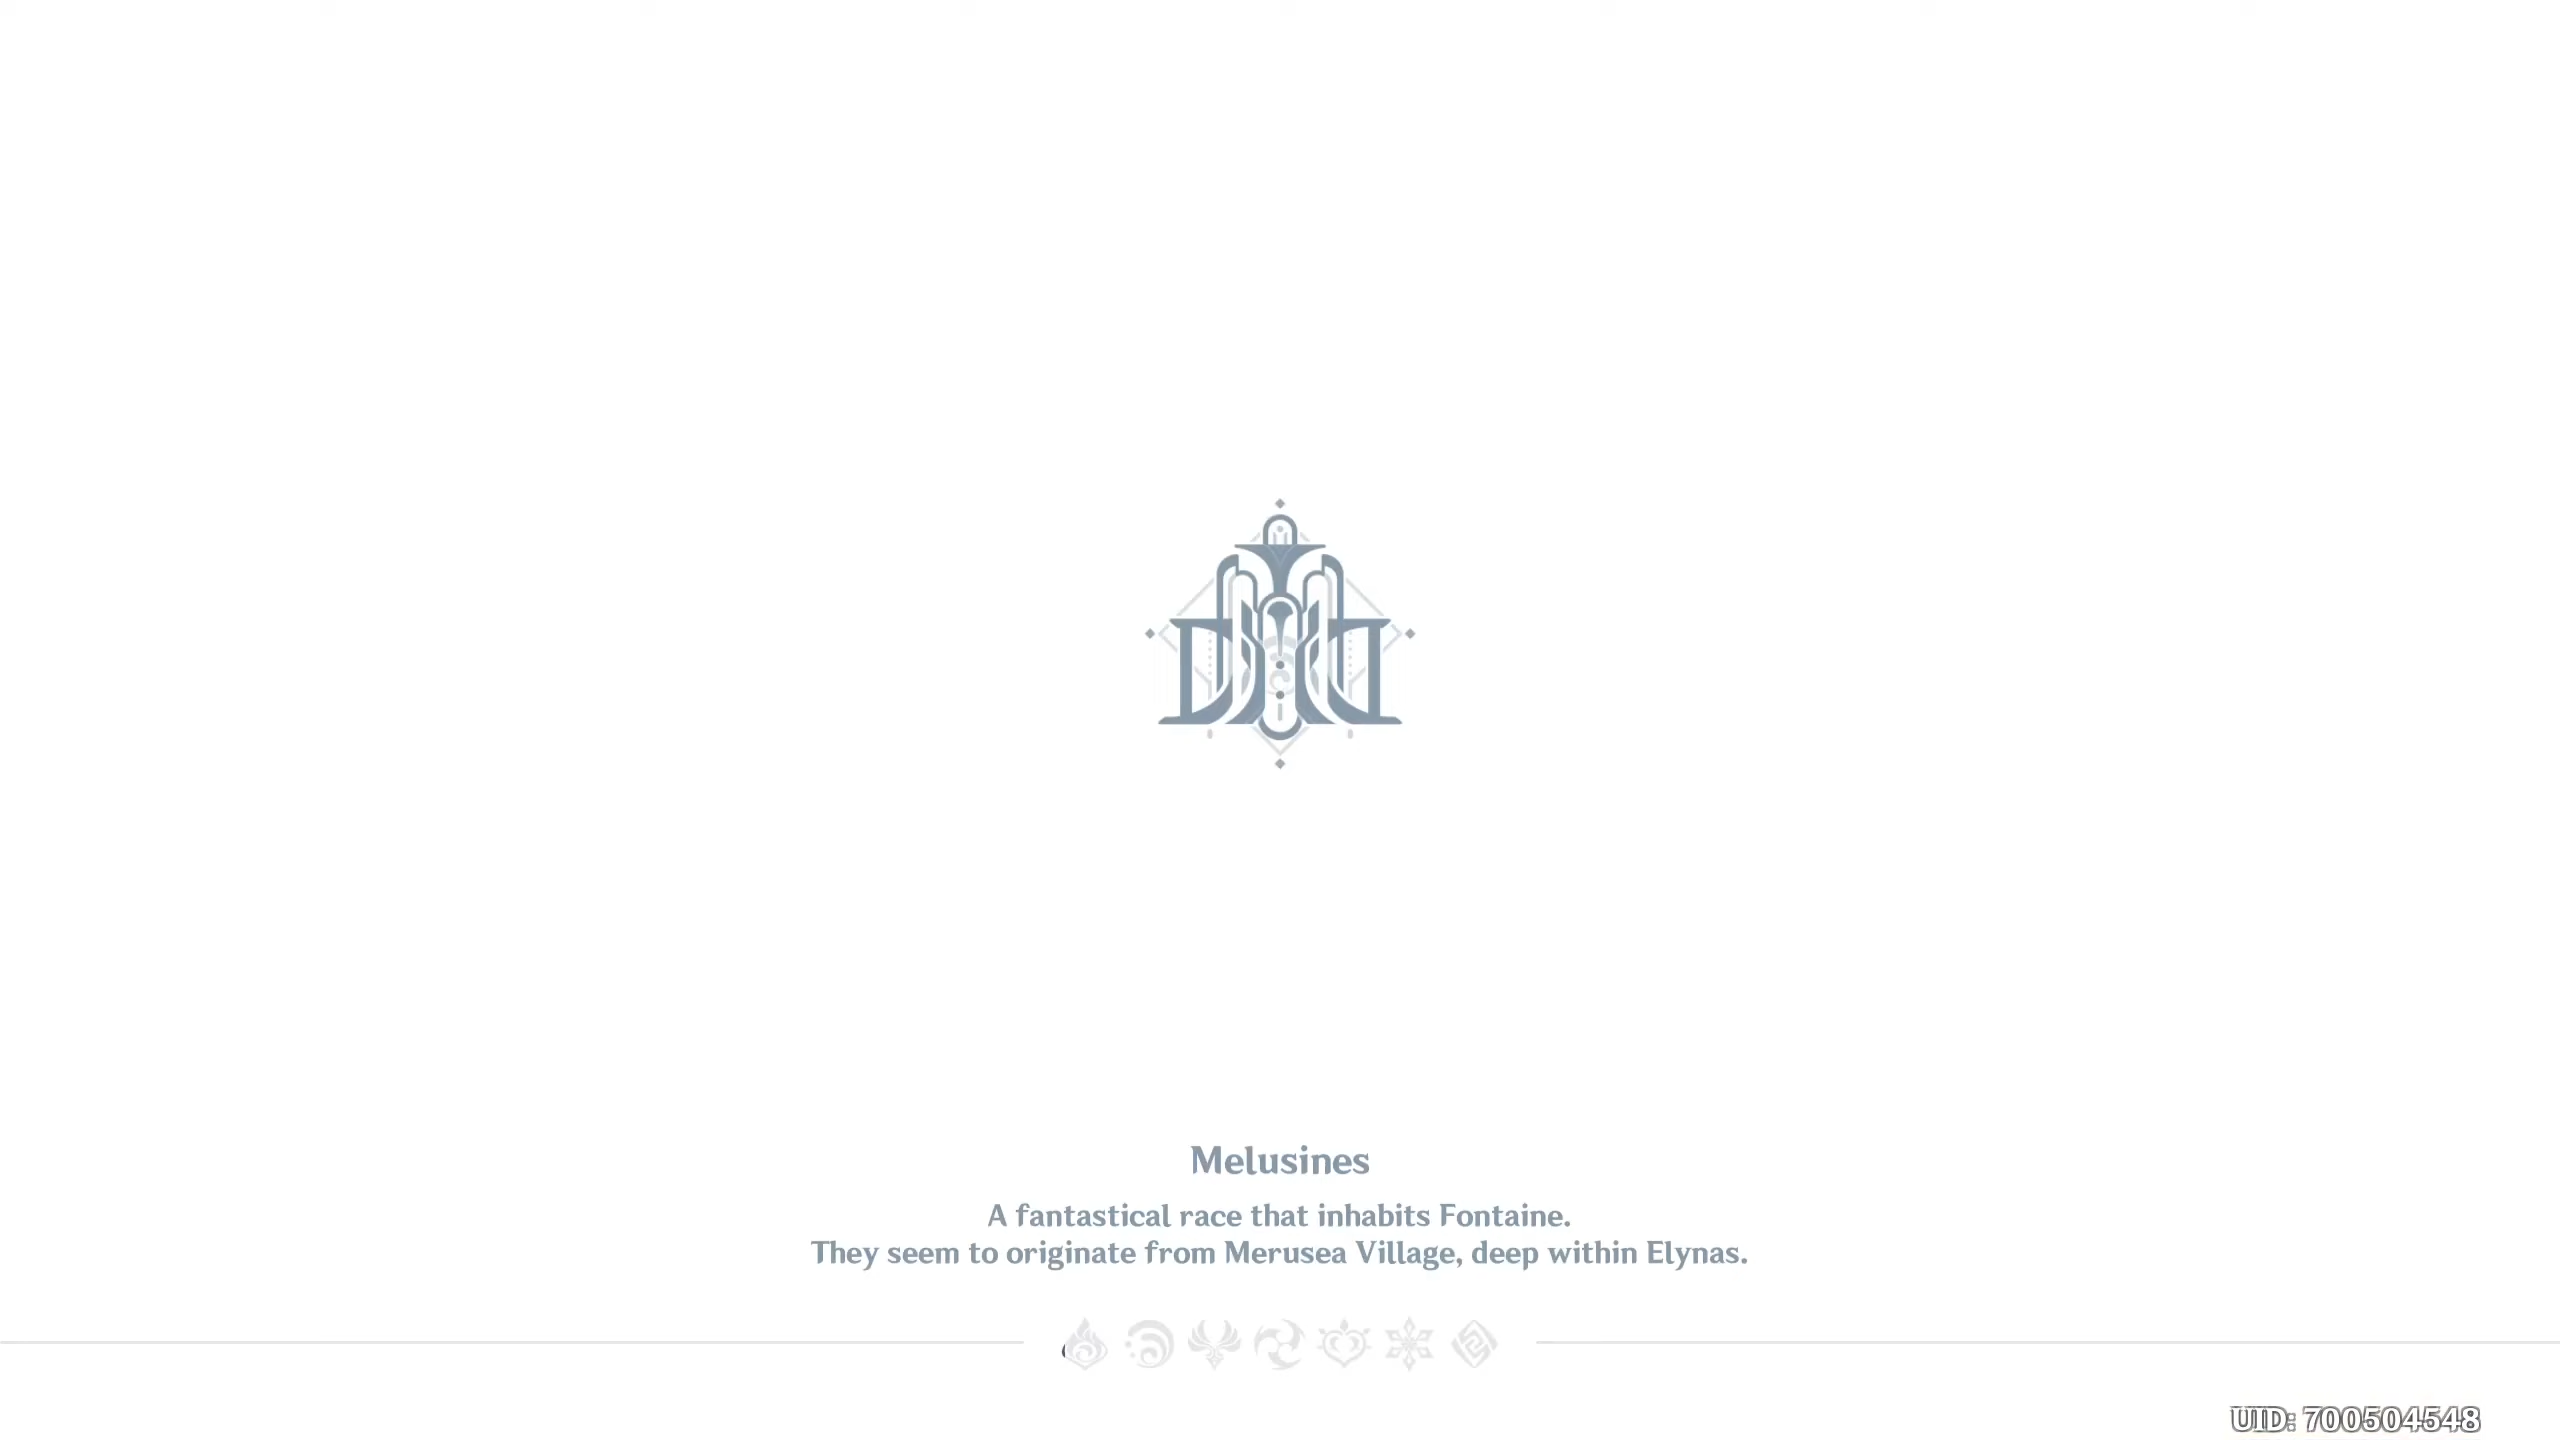 Melusines
A fantastical race that inhabits Fontaine.
They seem to originate from Merusea Village, deep within Elynas.
UID: 700504548